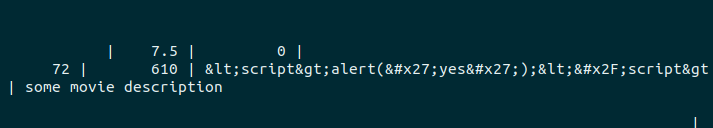 | 7.5 | 0 |
72 | 610 | &lt;script&gt;alert(&#x27;yes&#x27;);&lt;&#x2F;script&gt
| some movie description
|